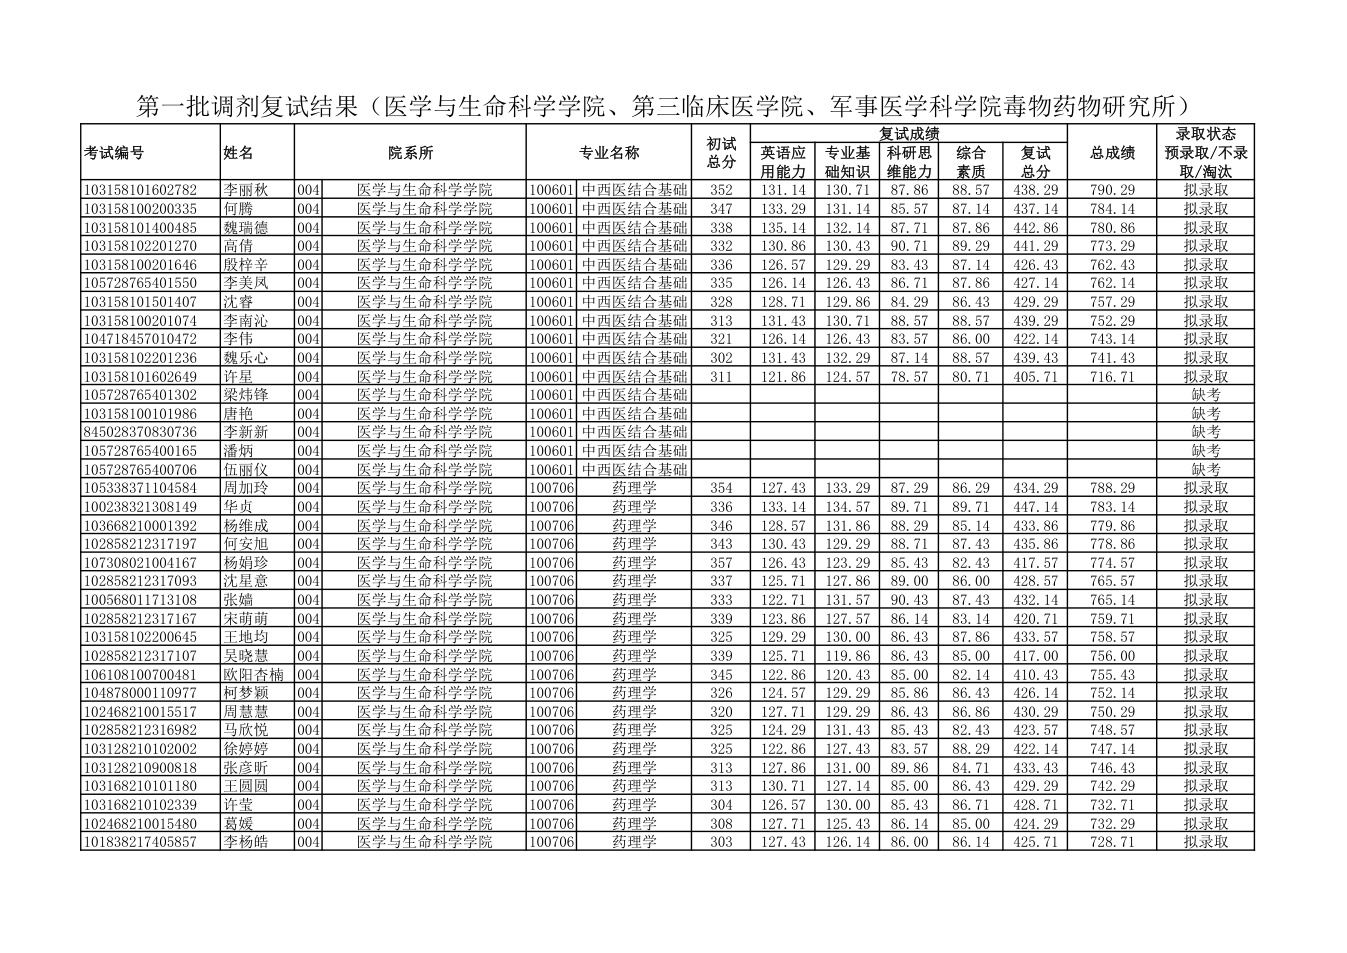 第一批调剂复试结果（医学与生命科学学院、第三临床医学院、军事医学科学院毒物药物研究所）
考试编号 姓名 院系所 专业名称 初试总分 复试成绩 总成绩 录取状态 预录取/不录取/淘汰
英语应用能力 专业基础知识 科研思维能力 综合素质 复试总分
103158101602782 李丽秋 004 医学与生命科学学院 100601 中西医结合基础 352 131.14 130.71 87.86 88.57 438.29 790.29 拟录取
103158100200335 何腾 004 医学与生命科学学院 100601 中西医结合基础 347 133.29 131.14 85.57 87.14 437.14 784.14 拟录取
103158101400485 魏瑞德 004 医学与生命科学学院 100601 中西医结合基础 338 135.14 132.14 87.71 87.86 442.86 780.86 拟录取
103158102201270 高倩 004 医学与生命科学学院 100601 中西医结合基础 332 130.86 130.43 90.71 89.29 441.29 773.29 拟录取
103158100201646 殷梓辛 004 医学与生命科学学院 100601 中西医结合基础 336 126.57 129.29 83.43 87.14 426.43 762.43 拟录取
105728765401550 李美凤 004 医学与生命科学学院 100601 中西医结合基础 335 126.14 126.43 86.71 87.86 427.14 762.14 拟录取
103158101501407 沈睿 004 医学与生命科学学院 100601 中西医结合基础 328 128.71 129.86 84.29 86.43 429.29 757.29 拟录取
103158100201074 李南沁 004 医学与生命科学学院 100601 中西医结合基础 313 131.43 130.71 88.57 88.57 439.29 752.29 拟录取
104718457010472 李伟 004 医学与生命科学学院 100601 中西医结合基础 321 126.14 126.43 83.57 86.00 422.14 743.14 拟录取
103158102201236 魏乐心 004 医学与生命科学学院 100601 中西医结合基础 302 131.43 132.29 87.14 88.57 439.43 741.43 拟录取
103158101602649 许星 004 医学与生命科学学院 100601 中西医结合基础 311 121.86 124.57 78.57 80.71 405.71 716.71 拟录取
105728765401302 梁炜锋 004 医学与生命科学学院 100601 中西医结合基础 缺考
103158100101986 唐艳 004 医学与生命科学学院 100601 中西医结合基础 缺考
845028370830736 李新新 004 医学与生命科学学院 100601 中西医结合基础 缺考
105728765400165 潘炳 004 医学与生命科学学院 100601 中西医结合基础 缺考
105728765400706 伍丽仪 004 医学与生命科学学院 100601 中西医结合基础 缺考
105338371104584 周加玲 004 医学与生命科学学院 100706 药理学 354 127.43 133.29 87.29 86.29 434.29 788.29 拟录取
100238321308149 华贞 004 医学与生命科学学院 100706 药理学 336 133.14 134.57 89.71 89.71 447.14 783.14 拟录取
103668210001392 杨维成 004 医学与生命科学学院 100706 药理学 346 128.57 131.86 88.29 85.14 433.86 779.86 拟录取
102858212317197 何安旭 004 医学与生命科学学院 100706 药理学 343 130.43 129.29 88.71 87.43 435.86 778.86 拟录取
107308021004167 杨娟珍 004 医学与生命科学学院 100706 药理学 357 126.43 123.29 85.43 82.43 417.57 774.57 拟录取
102858212317093 沈星意 004 医学与生命科学学院 100706 药理学 337 125.71 127.86 89.00 86.00 428.57 765.57 拟录取
100568011713108 张嫱 004 医学与生命科学学院 100706 药理学 333 122.71 131.57 90.43 87.43 432.14 765.14 拟录取
102858212317167 宋萌萌 004 医学与生命科学学院 100706 药理学 339 123.86 127.57 86.14 83.14 420.71 759.71 拟录取
103158102200645 王地均 004 医学与生命科学学院 100706 药理学 325 129.29 130.00 86.43 87.86 433.57 758.57 拟录取
102858212317107 吴晓慧 004 医学与生命科学学院 100706 药理学 339 125.71 119.86 86.43 85.00 417.00 756.00 拟录取
106108100700481 欧阳杏楠 004 医学与生命科学学院 100706 药理学 345 122.86 120.43 85.00 82.14 410.43 755.43 拟录取
104878000110977 柯梦颖 004 医学与生命科学学院 100706 药理学 326 124.57 129.29 85.86 86.43 426.14 752.14 拟录取
102468210015517 周慧慧 004 医学与生命科学学院 100706 药理学 320 127.71 129.29 86.43 86.86 430.29 750.29 拟录取
102858212316982 马欣悦 004 医学与生命科学学院 100706 药理学 325 124.29 131.43 85.43 82.43 423.57 748.57 拟录取
103128210102002 徐婷婷 004 医学与生命科学学院 100706 药理学 325 122.86 127.43 83.57 88.29 422.14 747.14 拟录取
103128210900818 张彦昕 004 医学与生命科学学院 100706 药理学 313 127.86 131.00 89.86 84.71 433.43 746.43 拟录取
103168210101180 王圆圆 004 医学与生命科学学院 100706 药理学 313 130.71 127.14 85.00 86.43 429.29 742.29 拟录取
103168210102339 许莹 004 医学与生命科学学院 100706 药理学 304 126.57 130.00 85.43 86.71 428.71 732.71 拟录取
102468210015480 葛媛 004 医学与生命科学学院 100706 药理学 308 127.71 125.43 86.14 85.00 424.29 732.29 拟录取
101838217405857 李杨皓 004 医学与生命科学学院 100706 药理学 303 127.43 126.14 86.00 86.14 425.71 728.71 拟录取